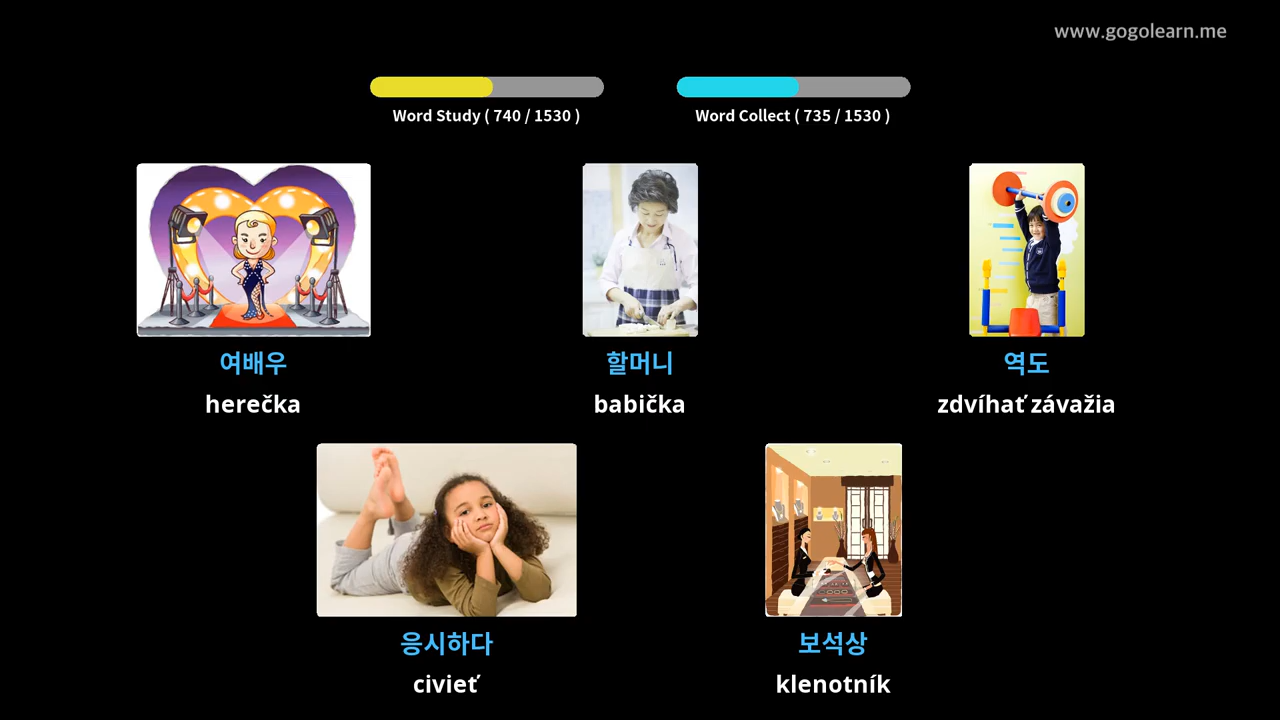 www.gogolearn.me
Word Study ( 740 / 1530 )
Word Collect ( 735 / 1530 )
여배우
herečka
할머니
babička
역도
zdvíhať závažia
응시하다
civieť
보석상
klenotník